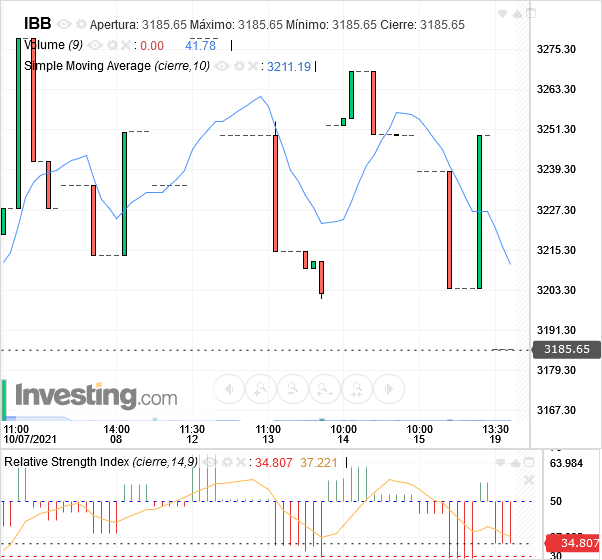 IBB Apertura: 3185.65 Máximo: 3185.65 Mínimo: 3185.65 Cierre: 3185.65
Volume (9) : 0.00 41.78
Simple Moving Average (cierre,10) : 3211.19
3275.30
3263.30
3251.30
3239.30
3227.30
3215.30
3203.30
3191.30
3185.65
3179.30
3167.30
Investing.com
11:00 14:00 11:30 11:00 10:00 10:00 13:30
10/07/2021 08 12 13 14 15 19
Relative Strength Index (cierre,14,9) : 34.807 37.221
63.984
50
34.807
30